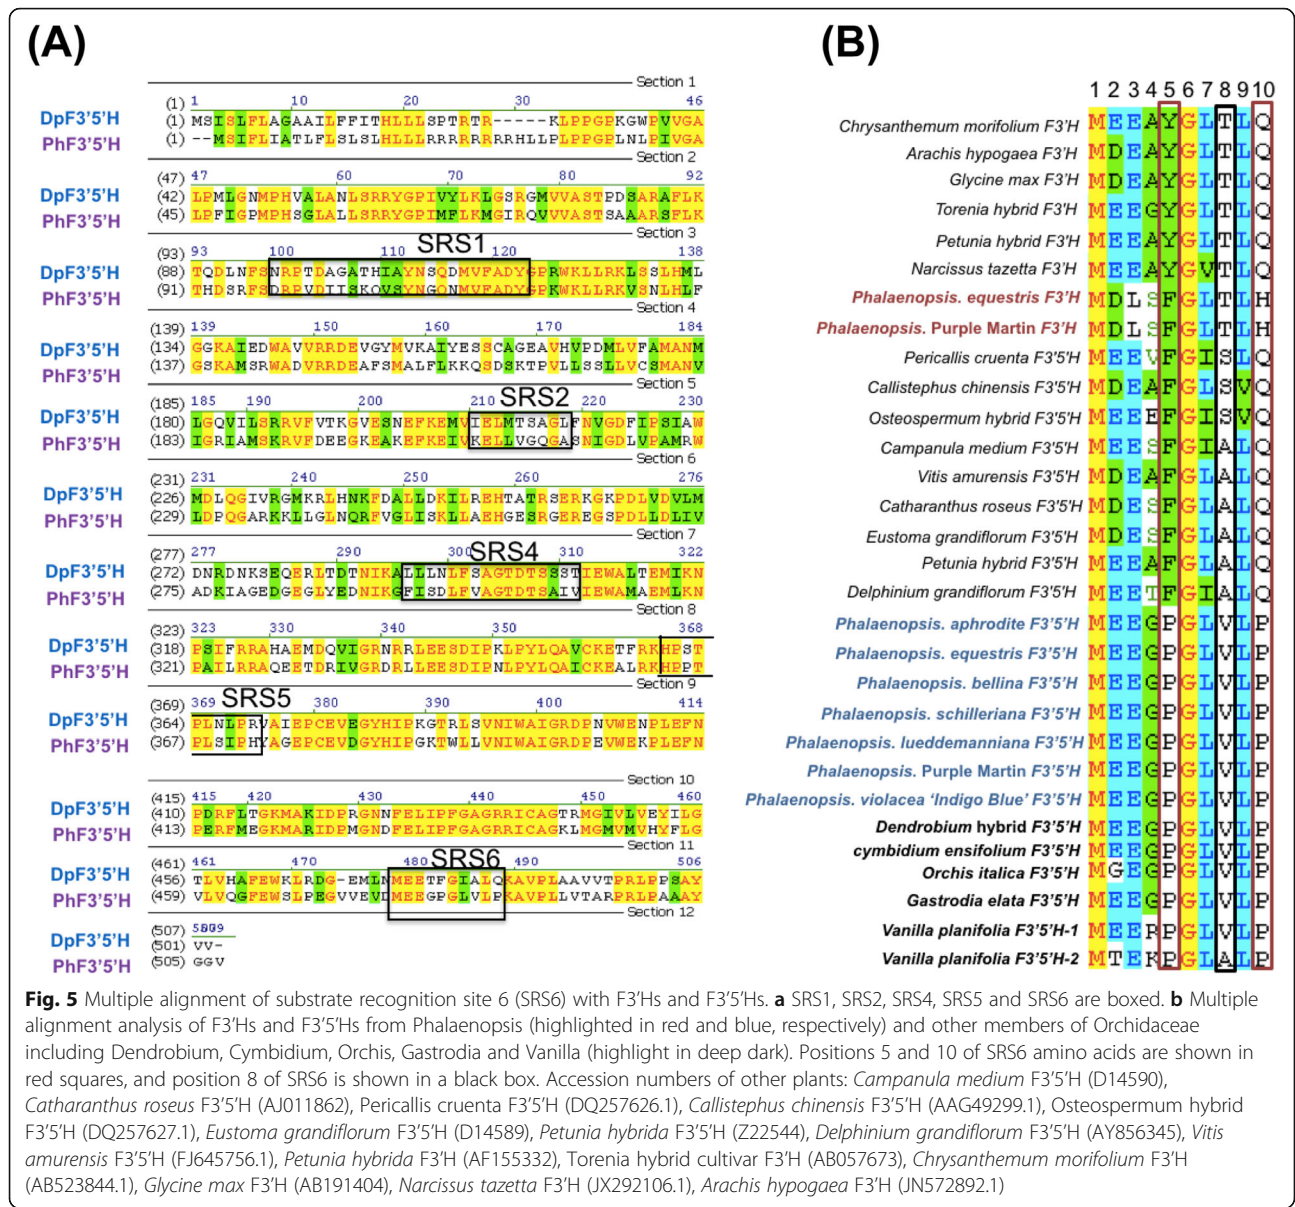 (A)
Section 1
(1) 1 10 20 30 46
DpF3'5'H (1) MSISLFLAGAAILFFITHLLLSPTRTR-----KLPPGPKGWPVVGA
PhF3'5'H (1) --MSIFLIATLFLSLSLHLLLRRRRRRRRHLLPLPPGPLNLPIVGA
Section 2
(47) 47 60 70 80 92
DpF3'5'H (42) LPMLGNMPHVALANLSRRYGPIVYLKLGSRGMVVASTPDSARAFLK
PhF3'5'H (45) LPFIGPMPHSGLALLSRRYGPIMFLKMGIRQVVVASTSAAARSFLK
Section 3
(93) 93 100 110 SRS1 120 138
DpF3'5'H (88) TQDLNFSNRPTDAGATHIAYNSQDMVFADYGPRWKLLRKLSSLHML
PhF3'5'H (91) THDSRFSDRPVDIISKQVSYNGQNMVFADYGPKWKLLRKVSNLHLF
Section 4
(139) 139 150 160 170 184
DpF3'5'H (134) GGKAIEDWAVVRRDEVGYMVKAIYESSCAGEAVHVPDMLVFAMANM
PhF3'5'H (137) GSKAMSRWADVRRDEAFSMALFLKKQSDSKTPVLLSSLLVCSMANV
Section 5
(185) 185 190 200 210 SRS2 220 230
DpF3'5'H (180) LGQVILSRRVFVTKGVESNEFKEMVIELMTSAGLFNVGDFIPSIAW
PhF3'5'H (183) IGRIAMSKRVFDEEGKEAKEFKEIVKELLVGQGASNIGDLVPAMRW
Section 6
(231) 231 240 250 260 276
DpF3'5'H (226) MDLQGIVRGMKRLHNKFDALLDKILREHTATRSERKGKPDLVDVLM
PhF3'5'H (229) LDPQGARKKLLGLNQRFVGLISKLLAEHGESRGEREGSPDLLDLIV
Section 7
(277) 277 290 300 SRS4 310 322
DpF3'5'H (272) DNRDNKSEQERLTDTNIKALLLNLFSAGTDTSSSTIEWALTEMIKN
PhF3'5'H (275) ADKIAGEDGEGLYEDNIKGFISDLFVAGTDTSAIVIEWAMAEMLKN
Section 8
(323) 323 330 340 350 368
DpF3'5'H (318) PSIFRRAHAEMDQVIGRNRRLEESDIPKLPYLQAVCKETFRKHPST
PhF3'5'H (321) PAILRRAQEETDRIVGRDRLLEESDIPNLPYLQAICKEALRKHPPT
Section 9
(369) 369 SRS5 380 390 400 414
DpF3'5'H (364) PLNLPRVAIEPCEVEGYHIPKGTRLSVNIWAIGRDPNVWENPLEFN
PhF3'5'H (367) PLSIPHYAGEPCEVDGYHIPGKTWLLVNIWAIGRDPEVWEKPLEFN
Section 10
(415) 415 420 430 440 450 460
DpF3'5'H (410) PDRFLTGKMAKIDPRGNNFELIPFGAGRRICAGTRMGIVLVEYILG
PhF3'5'H (413) PERFMEGKMARIDPMGNDFELIPFGAGRRICAGKLMGMVMVHYFLG
Section 11
(461) 461 470 480 SRS6 490 506
DpF3'5'H (456) TLVHAFEWKLRDG-EMLNMEETFGIALQKAVPLAAVVTPRLPPSAY
PhF3'5'H (459) VLVQGFEWSLPEGVVEVDMEEGPGLVLPKAVPLLVTARPRLPAAAY
Section 12
(507)
DpF3'5'H (501) VV-
PhF3'5'H (505) GGV
(B)
1 2 3 4 5 6 7 8 9 10
Chrysanthemum morifolium F3'H MEEAYGLTLQ
Arachis hypogaea F3'H MDEAYGLTLQ
Glycine max F3'H MDEAYGLTLQ
Torenia hybrid F3'H MEEGYGLTLQ
Petunia hybrid F3'H MEEAYGLTLQ
Narcissus tazetta F3'H MEEAYGVTLQ
Phalaenopsis. equestris F3'H MDLSFGLTLH
Phalaenopsis. Purple Martin F3'H MDLSFGLTLH
Pericallis cruenta F3'5'H MEEVFGISLQ
Callistephus chinensis F3'5'H MDEAFGLSVQ
Osteospermum hybrid F3'5'H MEEEFGISVQ
Campanula medium F3'5'H MEESFGIALQ
Vitis amurensis F3'5'H MDEAFGLALQ
Catharanthus roseus F3'5'H MDESFGLALQ
Eustoma grandiflorum F3'5'H MDESFGLALQ
Petunia hybrid F3'5'H MEEAFGLALQ
Delphinium grandiflorum F3'5'H MEETFGIALQ
Phalaenopsis. aphrodite F3'5'H MEEGPGLVLP
Phalaenopsis. equestris F3'5'H MEEGPGLVLP
Phalaenopsis. bellina F3'5'H MEEGPGLVLP
Phalaenopsis. schilleriana F3'5'H MEEGPGLVLP
Phalaenopsis. lueddemanniana F3'5'H MEEGPGLVLP
Phalaenopsis. Purple Martin F3'5'H MEEGPGLVLP
Phalaenopsis. violacea 'Indigo Blue' F3'5'H MEEGPGLVLP
Dendrobium hybrid F3'5'H MEEGPGLVLP
cymbidium ensifolium F3'5'H MEEGPGLVLP
Orchis italica F3'5'H MGEGPGLVLP
Gastrodia elata F3'5'H MEEGPGLVLP
Vanilla planifolia F3'5'H-1 MEERPGLVLP
Vanilla planifolia F3'5'H-2 MTEKPGLALP
Fig. 5 Multiple alignment of substrate recognition site 6 (SRS6) with F3'Hs and F3'5'Hs. a SRS1, SRS2, SRS4, SRS5 and SRS6 are boxed. b Multiple
alignment analysis of F3'Hs and F3'5'Hs from Phalaenopsis (highlighted in red and blue, respectively) and other members of Orchidaceae
including Dendrobium, Cymbidium, Orchis, Gastrodia and Vanilla (highlight in deep dark). Positions 5 and 10 of SRS6 amino acids are shown in
red squares, and position 8 of SRS6 is shown in a black box. Accession numbers of other plants: Campanula medium F3'5'H (D14590),
Catharanthus roseus F3'5'H (AJ011862), Pericallis cruenta F3'5'H (DQ257626.1), Callistephus chinensis F3'5'H (AAG49299.1), Osteospermum hybrid
F3'5'H (DQ257627.1), Eustoma grandiflorum F3'5'H (D14589), Petunia hybrida F3'5'H (Z22544), Delphinium grandiflorum F3'5'H (AY856345), Vitis
amurensis F3'5'H (FJ645756.1), Petunia hybrida F3'H (AF155332), Torenia hybrid cultivar F3'H (AB057673), Chrysanthemum morifolium F3'H
(AB523844.1), Glycine max F3'H (AB191404), Narcissus tazetta F3'H (JX292106.1), Arachis hypogaea F3'H (JN572892.1)